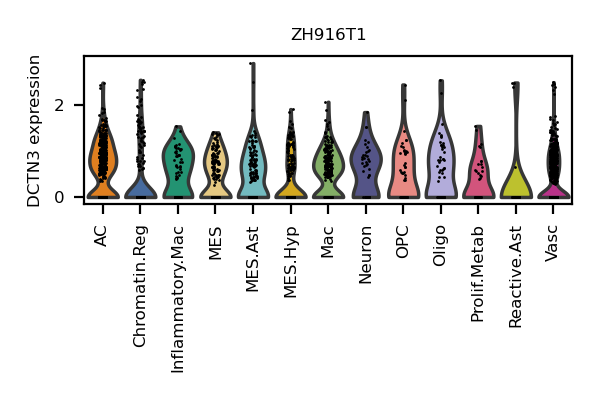 ZH916T1
DCTN3 expression
2
0
AC
Chromatin.Reg
Inflammatory.Mac
MES
MES.Ast
MES.Hyp
Mac
Neuron
OPC
Oligo
Prolif.Metab
Reactive.Ast
Vasc